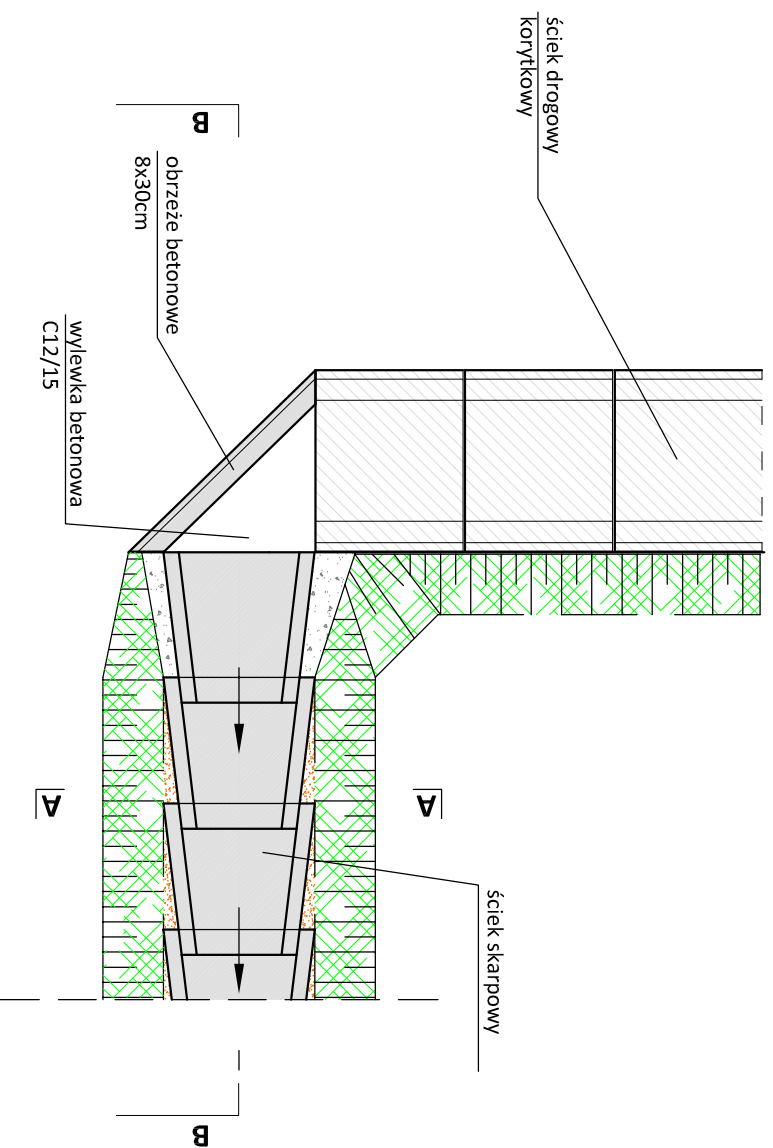 ściek drogowy
korytkowy
B
obrzeże betonowe
8x30cm
wylewka betonowa
C12/15
A
A
ściek skarpowy
B